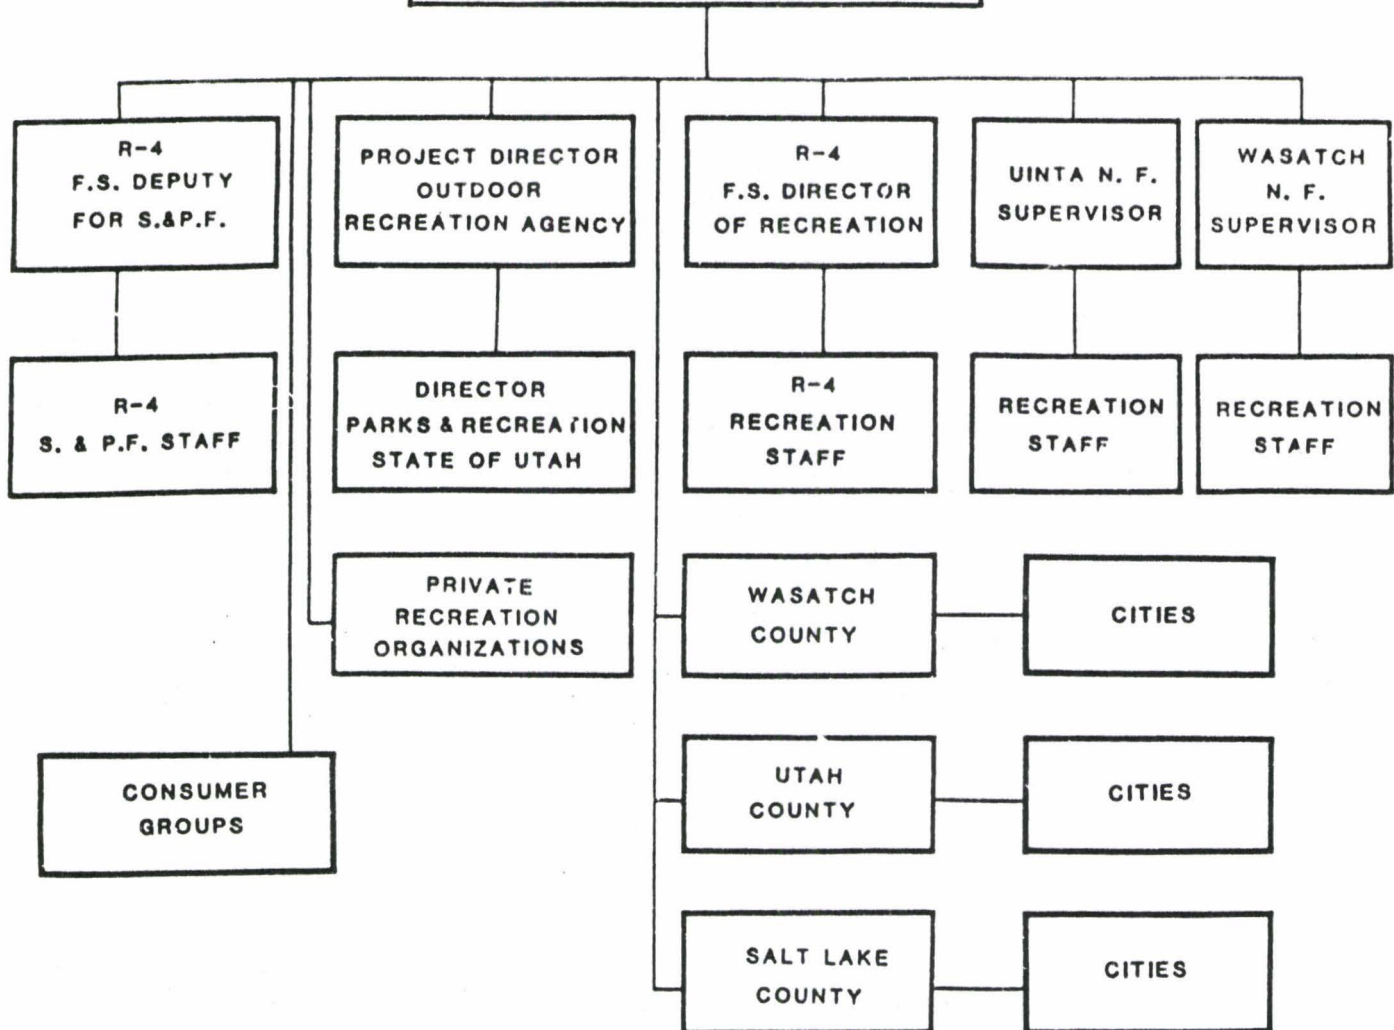 R-4
F.S. DEPUTY
FOR S.&P.F.
PROJECT DIRECTOR
OUTDOOR
RECREATION AGENCY
R-4
F.S. DIRECTOR
OF RECREATION
UINTA N. F.
SUPERVISOR
WASATCH
N. F.
SUPERVISOR
R-4
S. & P.F. STAFF
DIRECTOR
PARKS & RECREATION
STATE OF UTAH
R-4
RECREATION
STAFF
RECREATION
STAFF
RECREATION
STAFF
PRIVATE
RECREATION
ORGANIZATIONS
WASATCH
COUNTY
CITIES
CONSUMER
GROUPS
UTAH
COUNTY
CITIES
SALT LAKE
COUNTY
CITIES